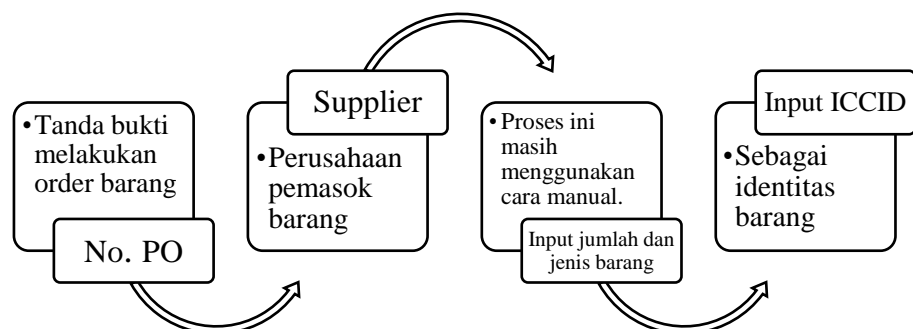 •Tanda bukti
melakukan
order barang
No. PO
Supplier
•Perusahaan
pemasok
barang
•Proses ini
masih
menggunakan
cara manual.
Input jumlah dan
jenis barang
Input ICCID
•Sebagai
identitas
barang